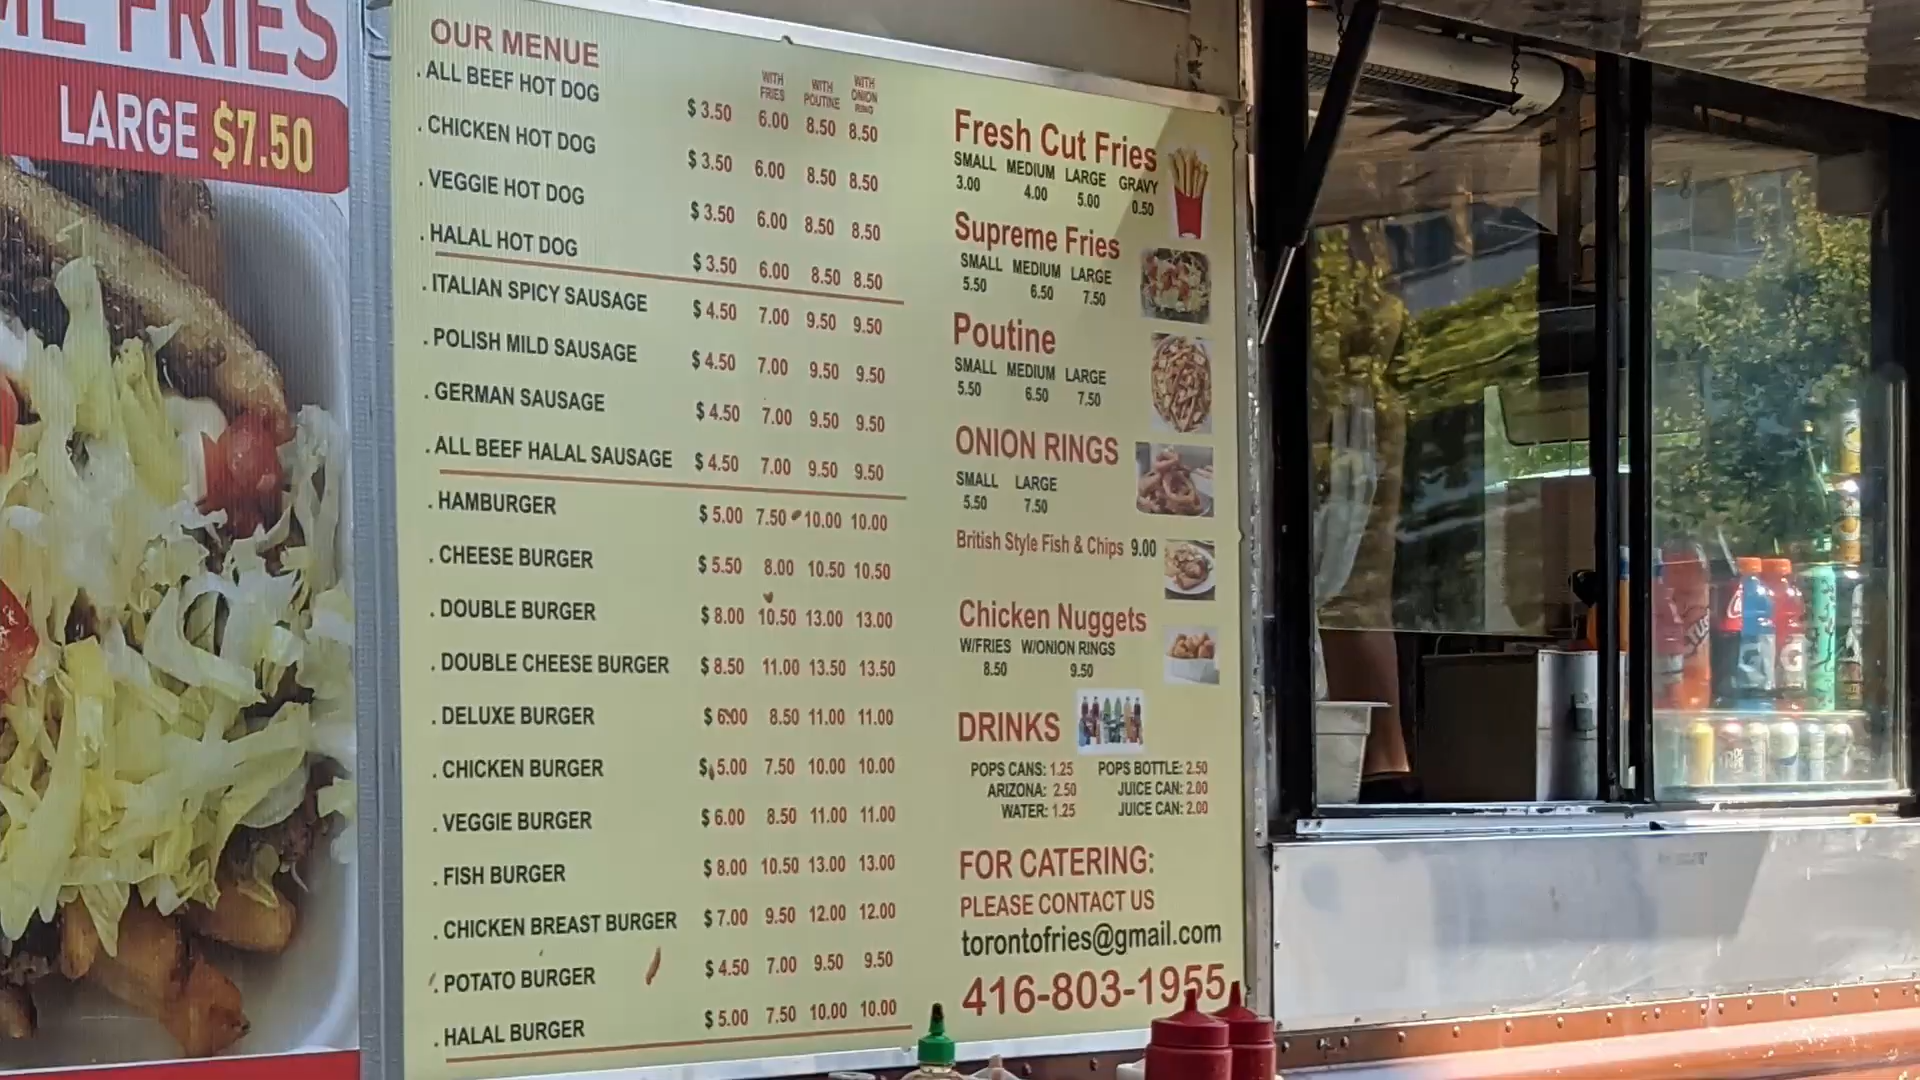 FRIES
LARGE $7.50
OUR MENUE
WITH FRIES WITH POUTINE WITH ONION RING
. ALL BEEF HOT DOG $ 3.50 6.00 8.50 8.50
. CHICKEN HOT DOG $ 3.50 6.00 8.50 8.50
. VEGGIE HOT DOG $ 3.50 6.00 8.50 8.50
. HALAL HOT DOG $ 3.50 6.00 8.50 8.50
. ITALIAN SPICY SAUSAGE $ 4.50 7.00 9.50 9.50
. POLISH MILD SAUSAGE $ 4.50 7.00 9.50 9.50
. GERMAN SAUSAGE $ 4.50 7.00 9.50 9.50
. ALL BEEF HALAL SAUSAGE $ 4.50 7.00 9.50 9.50
. HAMBURGER $ 5.00 7.50 10.00 10.00
. CHEESE BURGER $ 5.50 8.00 10.50 10.50
. DOUBLE BURGER $ 8.00 10.50 13.00 13.00
. DOUBLE CHEESE BURGER $ 8.50 11.00 13.50 13.50
. DELUXE BURGER $ 6.00 8.50 11.00 11.00
. CHICKEN BURGER $ 5.00 7.50 10.00 10.00
. VEGGIE BURGER $ 6.00 8.50 11.00 11.00
. FISH BURGER $ 8.00 10.50 13.00 13.00
. CHICKEN BREAST BURGER $ 7.00 9.50 12.00 12.00
. POTATO BURGER $ 4.50 7.00 9.50 9.50
. HALAL BURGER $ 5.00 7.50 10.00 10.00
Fresh Cut Fries
SMALL MEDIUM LARGE GRAVY
3.00 4.00 5.00 0.50
Supreme Fries
SMALL MEDIUM LARGE
5.50 6.50 7.50
Poutine
SMALL MEDIUM LARGE
5.50 6.50 7.50
ONION RINGS
SMALL LARGE
5.50 7.50
British Style Fish & Chips 9.00
Chicken Nuggets
W/FRIES W/ONION RINGS
8.50 9.50
DRINKS
POPS CANS: 1.25 POPS BOTTLE: 2.50
ARIZONA: 2.50 JUICE CAN: 2.00
WATER: 1.25 JUICE CAN: 2.00
FOR CATERING:
PLEASE CONTACT US
torontofries@gmail.com
416-803-1955